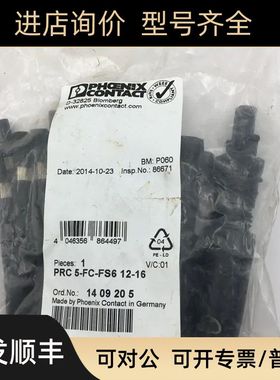 进店询价 型号齐全
PHOENIX
CONTACT
D-32825 Blomberg
www.phoenixcontact.com
BM: P060
Date: 2014-10-23 Insp.No.: 86671
4 046356 864497
04
PE - LD
Pieces: 1
V/C:01
PRC 5-FC-FS6 12-16
Ord.No.: 14 09 20 5
Made by Phoenix Contact in Germany
发顺丰
可对公 可开专票/普